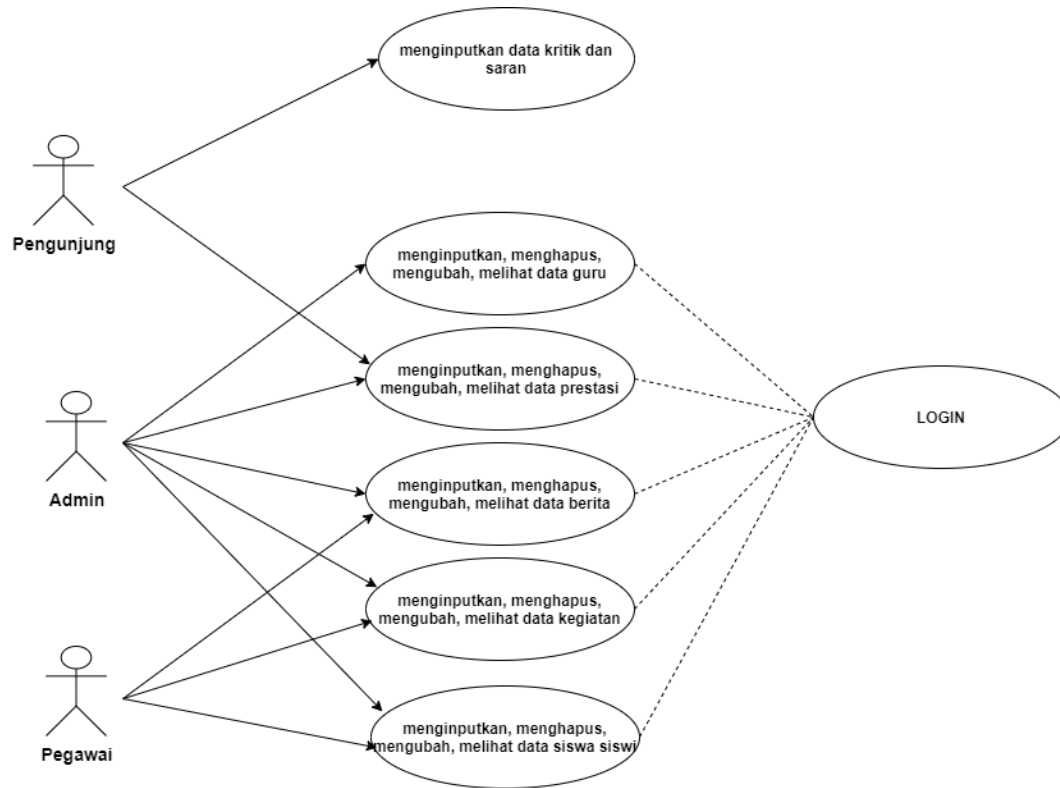 menginputkan data kritik dan
saran
Pengunjung
menginputkan, menghapus,
mengubah, melihat data guru
menginputkan, menghapus,
mengubah, melihat data prestasi
LOGIN
Admin
menginputkan, menghapus,
mengubah, melihat data berita
menginputkan, menghapus,
mengubah, melihat data kegiatan
Pegawai
menginputkan, menghapus,
mengubah, melihat data siswa siswi